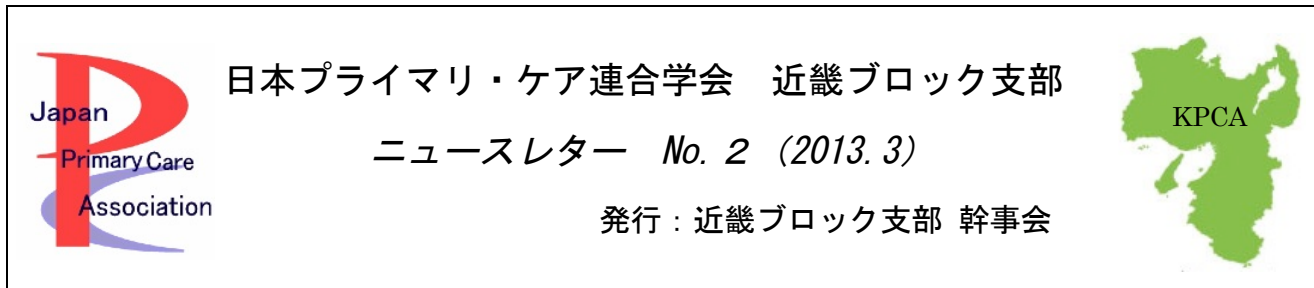 Japan
Primary Care
Association
日本プライマリ・ケア連合学会　近畿ブロック支部
ニュースレター　No. 2 (2013. 3)
発行：近畿ブロック支部 幹事会
KPCA